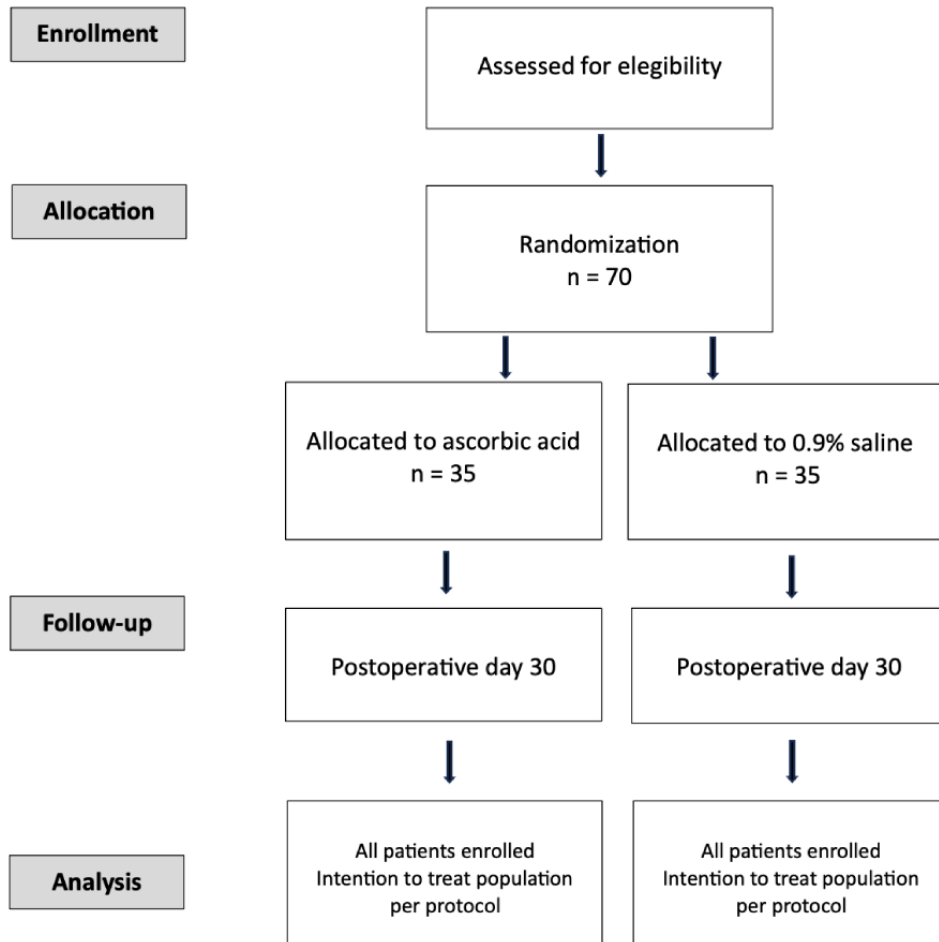 Enrollment
Assessed for elegibility
Allocation
Randomization
n = 70
Allocated to ascorbic acid
n = 35
Allocated to 0.9% saline
n = 35
Follow-up
Postoperative day 30
Postoperative day 30
Analysis
All patients enrolled
Intention to treat population
per protocol
All patients enrolled
Intention to treat population
per protocol